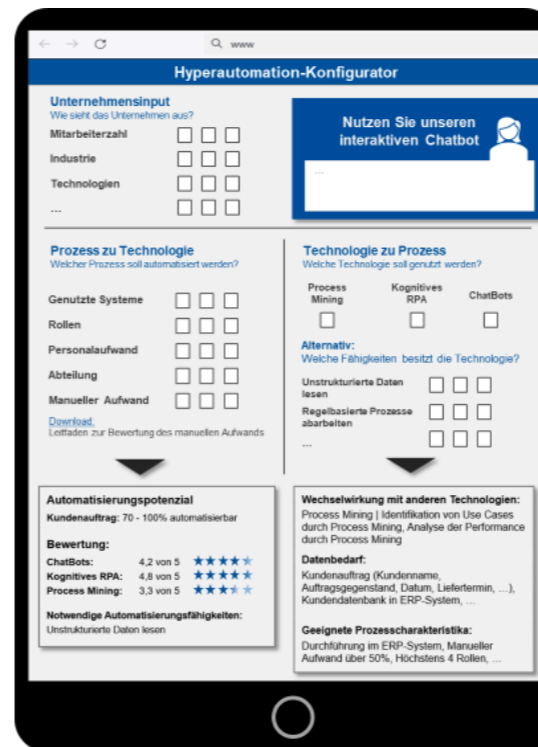 www
Hyperautomation-Konfigurator
Unternehmensinput
Wie sieht das Unternehmen aus?
Mitarbeiterzahl
Industrie
Technologien
...
Nutzen Sie unseren
interaktiven Chatbot
...
Prozess zu Technologie
Welcher Prozess soll automatisiert werden?
Genutzte Systeme
Rollen
Personalaufwand
Abteilung
Manueller Aufwand
Download.
Leitfaden zur Bewertung des manuellen Aufwands
Technologie zu Prozess
Welche Technologie soll genutzt werden?
Process
Mining
Kognitives
RPA
ChatBots
Alternativ:
Welche Fähigkeiten besitzt die Technologie?
Unstrukturierte Daten
lesen
Regelbasierte Prozesse
abarbeiten
...
Automatisierungspotenzial
Kundenauftrag: 70 - 100% automatisierbar
Bewertung:
ChatBots: 4,2 von 5
Kognitives RPA: 4,8 von 5
Process Mining: 3,3 von 5
Notwendige Automatisierungsfähigkeiten:
Unstrukturierte Daten lesen
Wechselwirkung mit anderen Technologien:
Process Mining | Identifikation von Use Cases
durch Process Mining, Analyse der Performance
durch Process Mining
Datenbedarf:
Kundenauftrag (Kundenname,
Auftragsgegenstand, Datum, Liefertermin, ...),
Kundendatenbank in ERP-System, ...
Geeignete Prozesscharakteristika:
Durchführung im ERP-System, Manueller
Aufwand über 50%, Höchstens 4 Rollen, ...